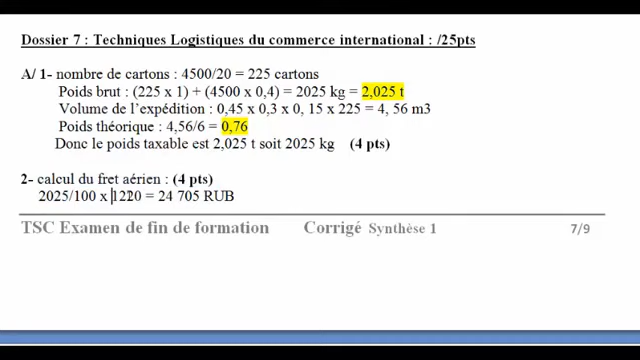 Dossier 7 : Techniques Logistiques du commerce international : /25pts
A/ 1- nombre de cartons : 4500/20 = 225 cartons
Poids brut : (225 x 1) + (4500 x 0,4) = 2025 kg = 2,025 t
Volume de l'expédition : 0,45 x 0,3 x 0, 15 x 225 = 4, 56 m3
Poids théorique : 4,56/6 = 0,76
Donc le poids taxable est 2,025 t soit 2025 kg (4 pts)
2- calcul du fret aérien : (4 pts)
2025/100 x 1220 = 24 705 RUB
TSC Examen de fin de formation Corrigé Synthèse 1 7/9